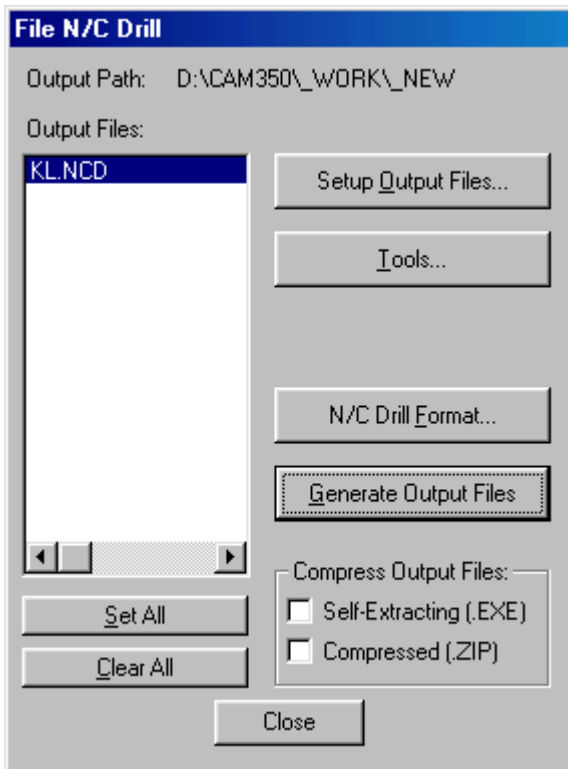 File N/C Drill
Output Path: D:\CAM350\_WORK\_NEW
Output Files:
KL.NCD
Setup Output Files...
Tools...
N/C Drill Format...
Generate Output Files
Compress Output Files:
Self-Extracting (.EXE)
Compressed (.ZIP)
Set All
Clear All
Close